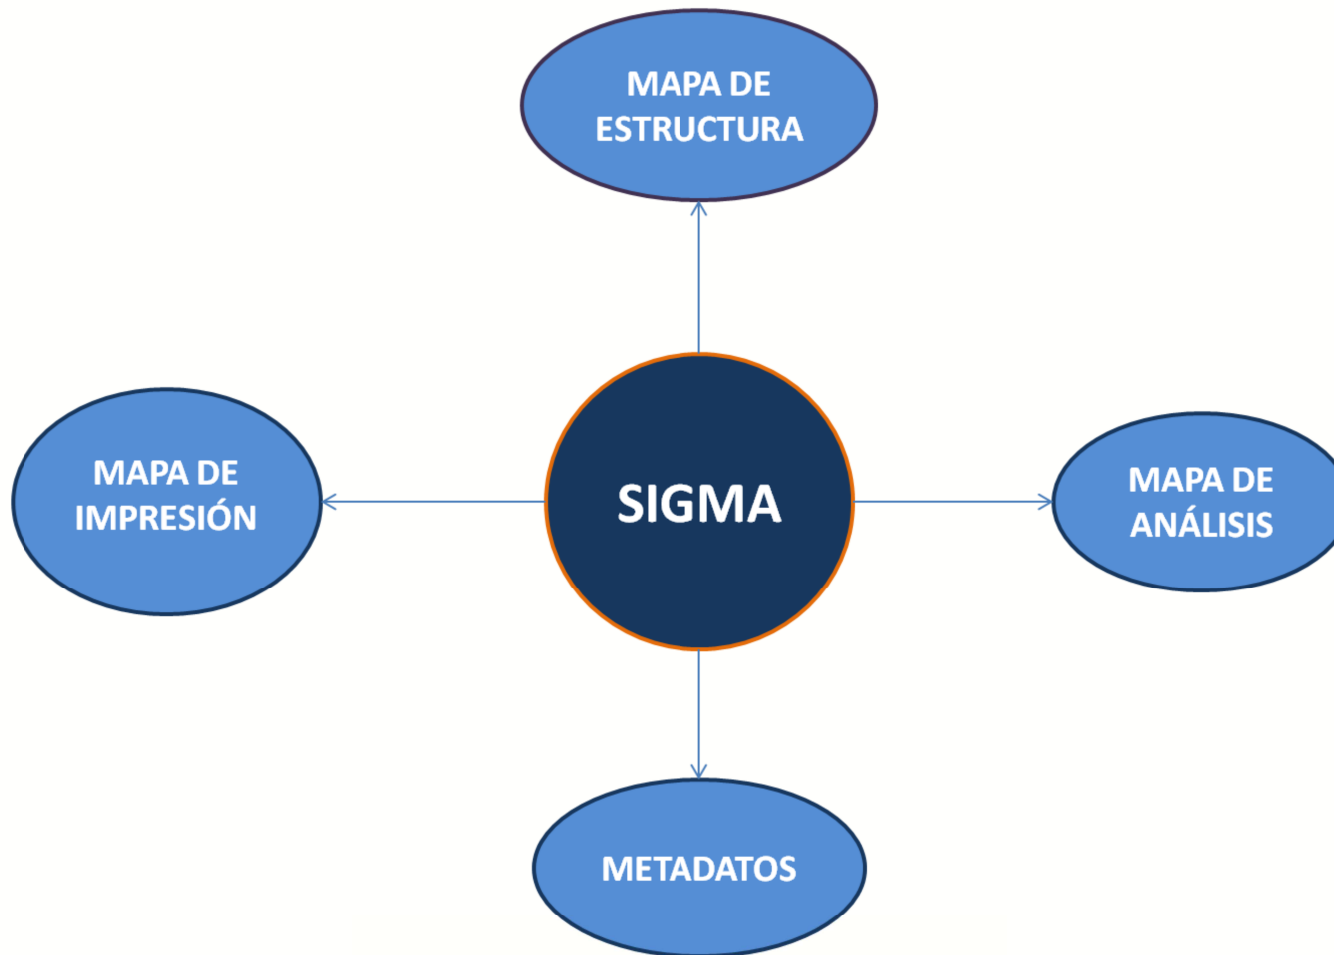 MAPA DE
ESTRUCTURA
MAPA DE
IMPRESIÓN
SIGMA
MAPA DE
ANÁLISIS
METADATOS